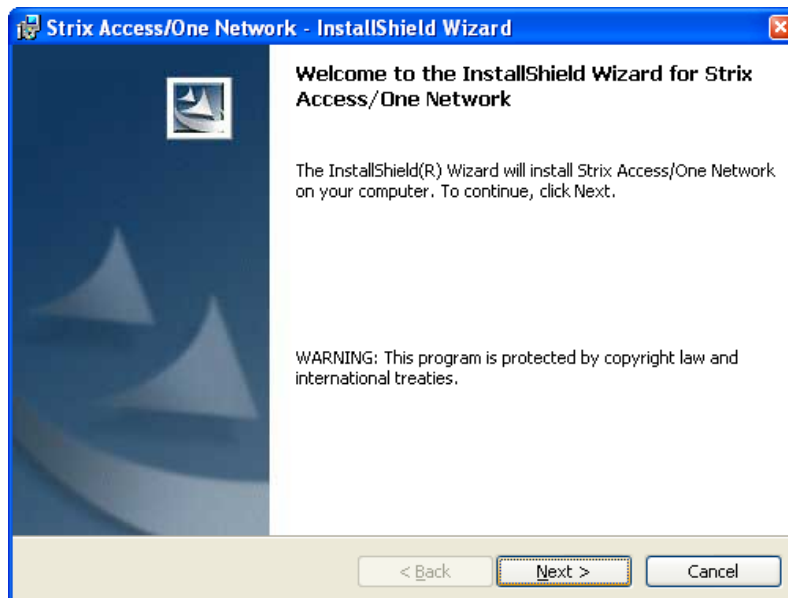 Strix Access/One Network - InstallShield Wizard
Welcome to the InstallShield Wizard for Strix
Access/One Network
The InstallShield(R) Wizard will install Strix Access/One Network
on your computer. To continue, click Next.
WARNING: This program is protected by copyright law and
international treaties.
< Back Next > Cancel